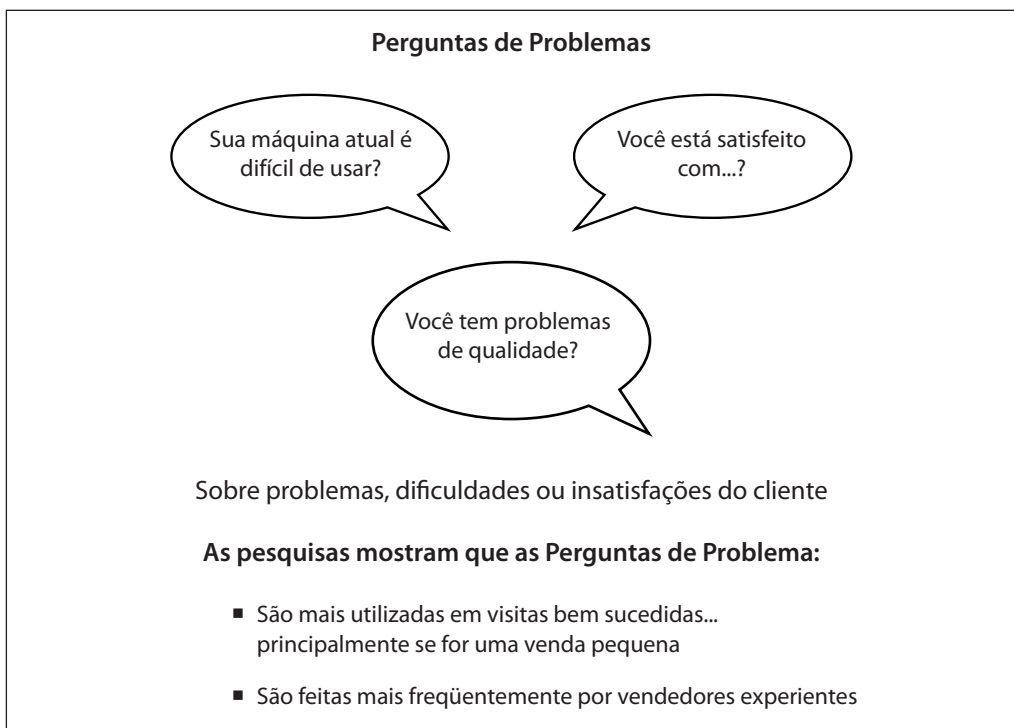 Perguntas de Problemas
Sua máquina atual é
difícil de usar?
Você está satisfeito
com...?
Você tem problemas
de qualidade?
Sobre problemas, dificuldades ou insatisfações do cliente
As pesquisas mostram que as Perguntas de Problema:
■ São mais utilizadas em visitas bem sucedidas...
principalmente se for uma venda pequena
■ São feitas mais freqüentemente por vendedores experientes